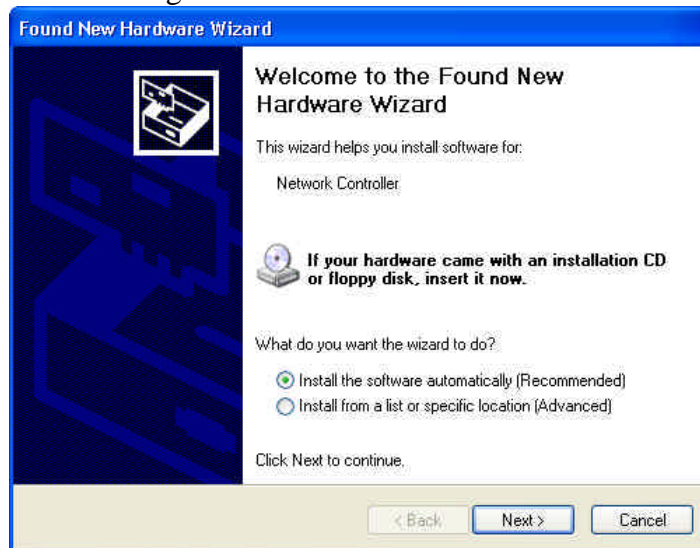 Found New Hardware Wizard
Welcome to the Found New
Hardware Wizard
This wizard helps you install software for:
Network Controller
If your hardware came with an installation CD
or floppy disk, insert it now.
What do you want the wizard to do?
Install the software automatically (Recommended)
Install from a list or specific location (Advanced)
Click Next to continue.
< Back Next > Cancel